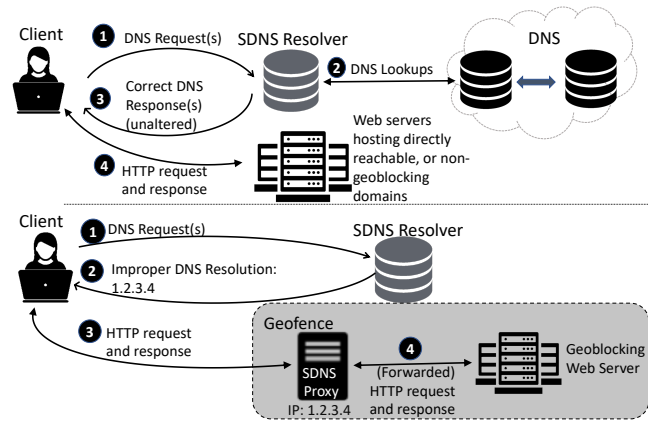 Client
1 DNS Request(s)
SDNS Resolver
DNS
2 DNS Lookups
3 Correct DNS
Response(s)
(unaltered)
4 HTTP request
and response
Web servers
hosting directly
reachable, or non-
geoblocking
domains
Client
1 DNS Request(s)
SDNS Resolver
2 Improper DNS Resolution:
1.2.3.4
3 HTTP request
and response
Geofence
SDNS
Proxy
IP: 1.2.3.4
4
(Forwarded)
HTTP request
and response
Geoblocking
Web Server